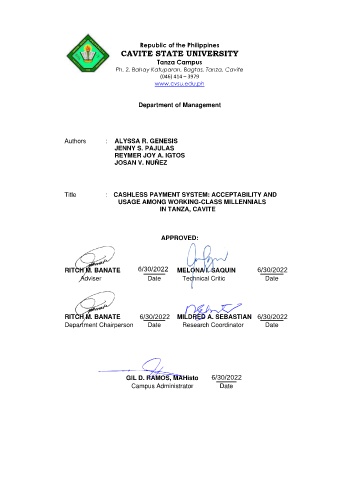 Republic of the Philippines
CAVITE STATE UNIVERSITY
Tanza Campus
Ph. 2, Bahay Katuparan, Bagtas, Tanza, Cavite
(046) 414 – 3979
www.cvsu.edu.ph
Department of Management
Authors : ALYSSA R. GENESIS
JENNY S. PAJULAS
REYMER JOY A. IGTOS
JOSAN V. NUÑEZ
Title : CASHLESS PAYMENT SYSTEM: ACCEPTABILITY AND
USAGE AMONG WORKING-CLASS MILLENNIALS
IN TANZA, CAVITE
APPROVED:
RITCH M. BANATE 6/30/2022 MELONA I. SAQUIN 6/30/2022
Adviser Date Technical Critic Date
RITCH M. BANATE 6/30/2022 MILDRED A. SEBASTIAN 6/30/2022
Department Chairperson Date Research Coordinator Date
GIL D. RAMOS, MAHisto 6/30/2022
Campus Administrator Date